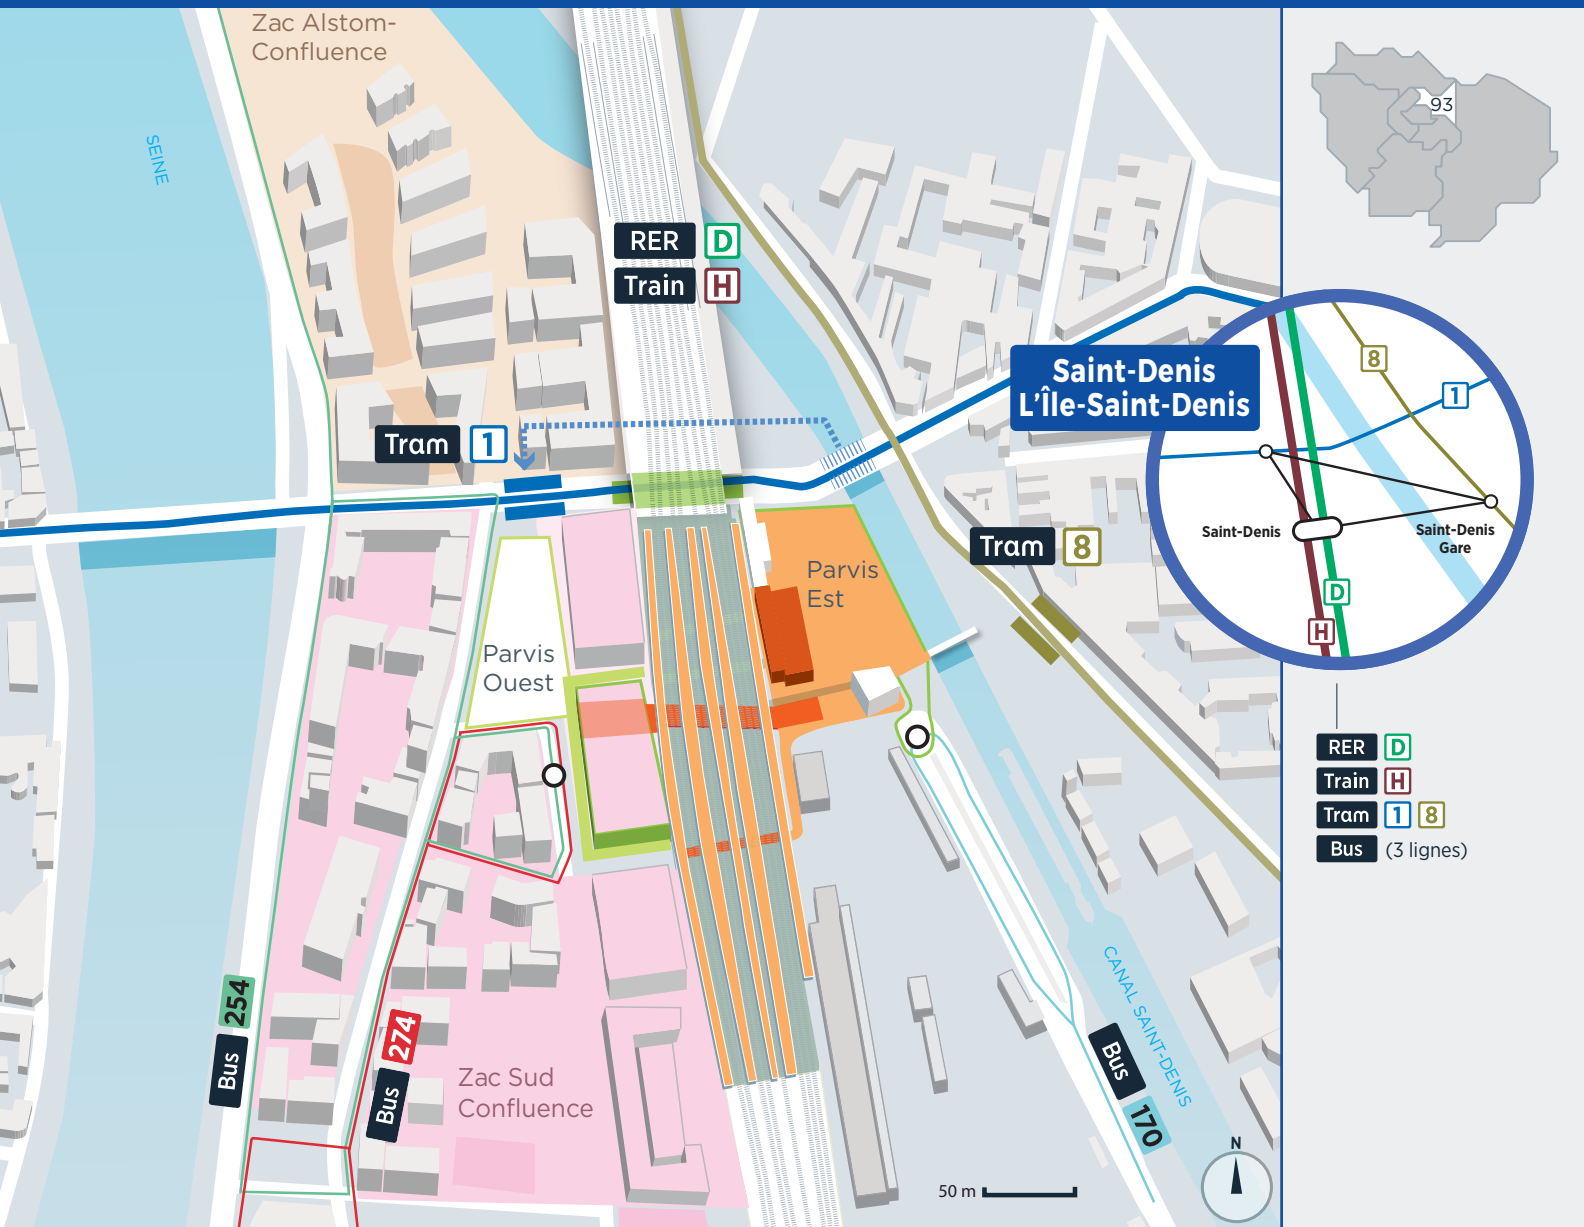 Zac Alstom-
Confluence
SEINE
93
RER D
Train H
Saint-Denis
L'Île-Saint-Denis
8
1
Tram 1
Saint-Denis
Saint-Denis
Gare
D
H
Tram 8
Parvis
Est
Parvis
Ouest
RER D
Train H
Tram 1 8
Bus (3 lignes)
Bus 254
Bus 274
Zac Sud
Confluence
CANAL SAINT-DENIS
Bus 170
50 m
N